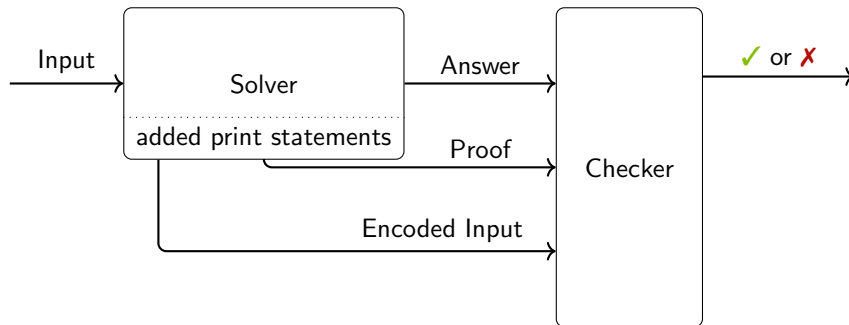 Input
Solver
added print statements
Answer
Proof
Encoded Input
Checker
✓ or ✗